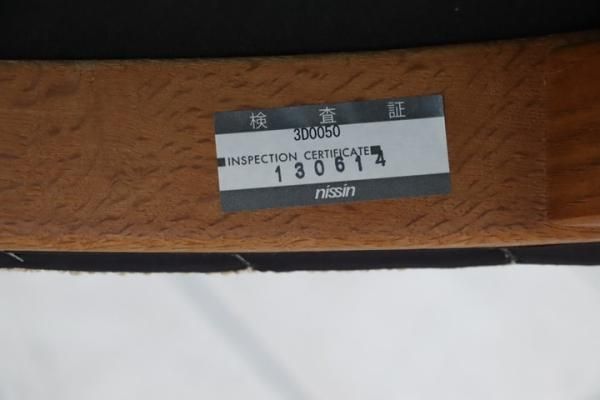 検査証
3D0050
INSPECTION CERTIFICATE
130614
nissin